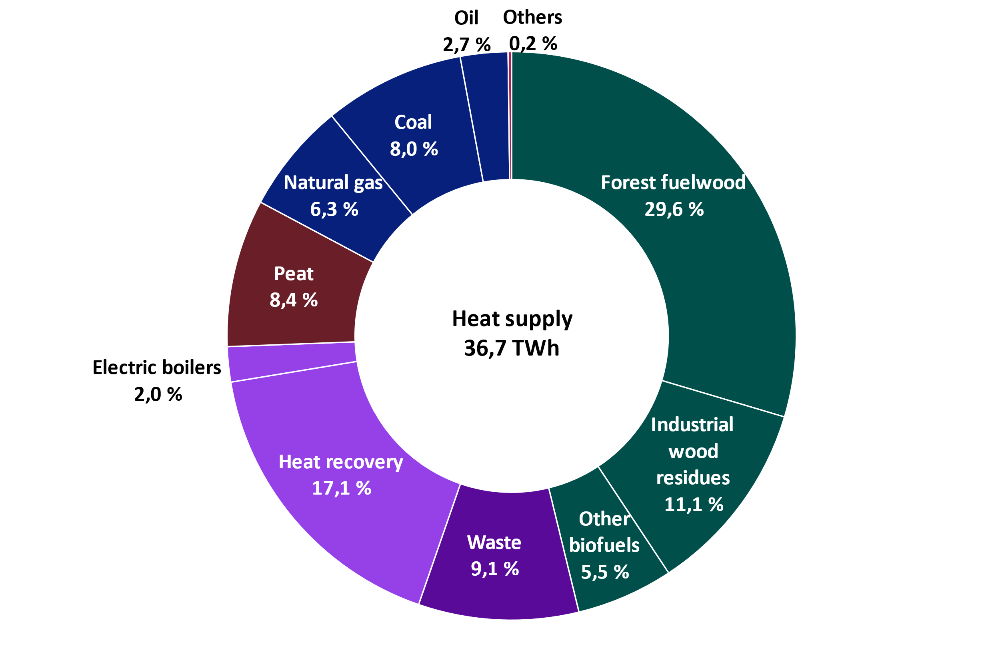 Oil
2,7 %
Others
0,2 %
Forest fuelwood
29,6 %
Industrial
wood
residues
11,1 %
Other
biofuels
5,5 %
Waste
9,1 %
Heat recovery
17,1 %
Electric boilers
2,0 %
Peat
8,4 %
Natural gas
6,3 %
Coal
8,0 %
Heat supply
36,7 TWh